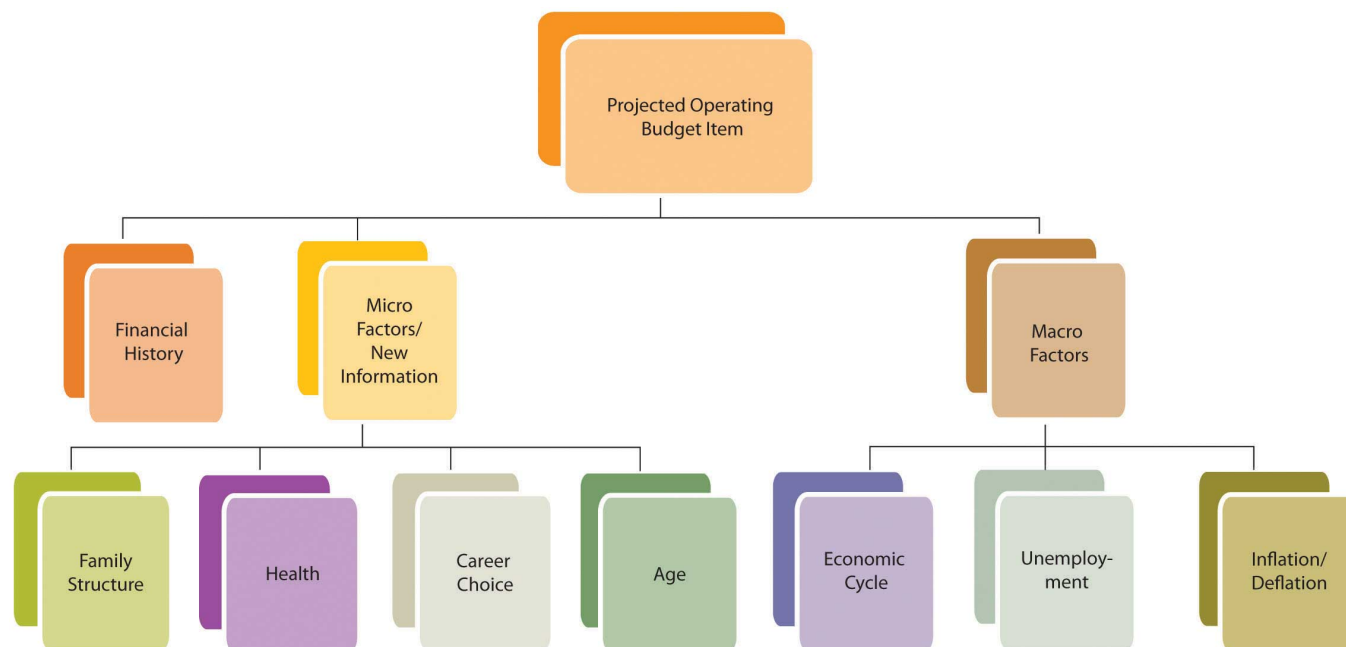 Projected Operating
Budget Item
Financial
History
Micro
Factors/
New
Information
Macro
Factors
Family
Structure
Health
Career
Choice
Age
Economic
Cycle
Unemploy-
ment
Inflation/
Deflation